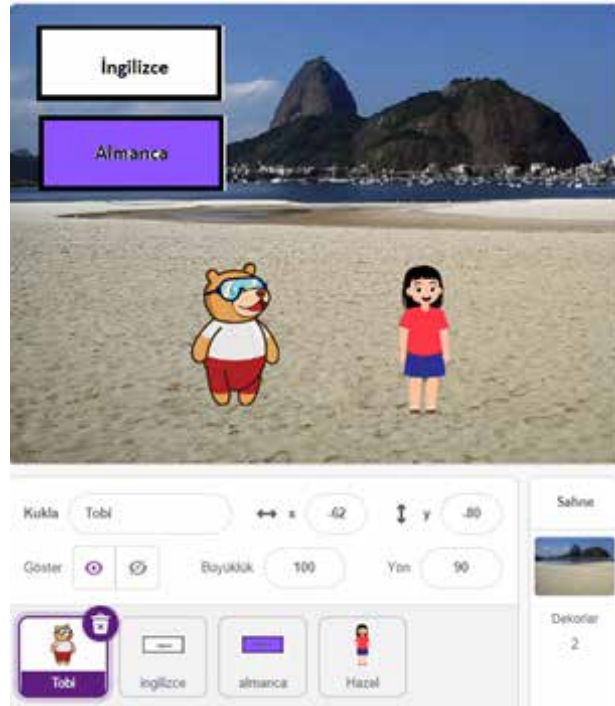 İngilizce
Almanca
Kukla Tobi x -62 y -80
Göster Büyüklük 100 Yön 90
Sahne
Dekorlar
2
Tobi ingilizce almanca Hazel